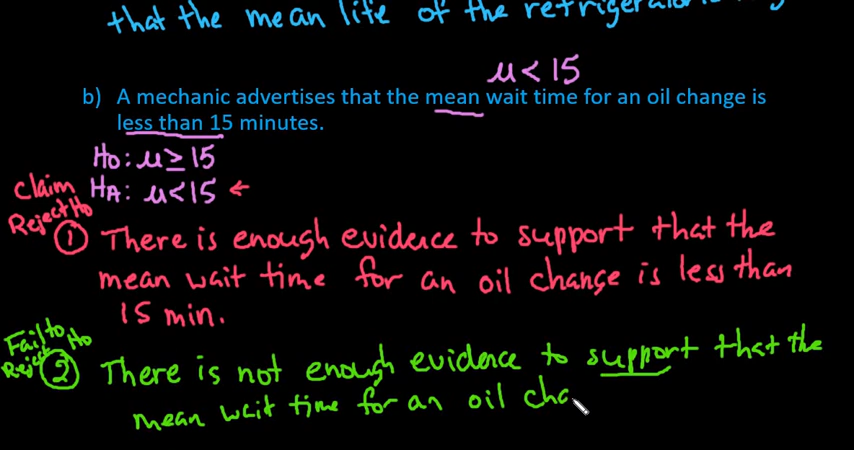 that the mean life of the refrigerator is
μ < 15
b) A mechanic advertises that the mean wait time for an oil change is
less than 15 minutes.
Ho: μ ≥ 15
Claim HA: μ < 15 ←
Reject Ho
① There is enough evidence to support that the
mean wait time for an oil change is less than
15 min.
Fail to
Reject Ho
② There is not enough evidence to support that the
mean wait time for an oil cha